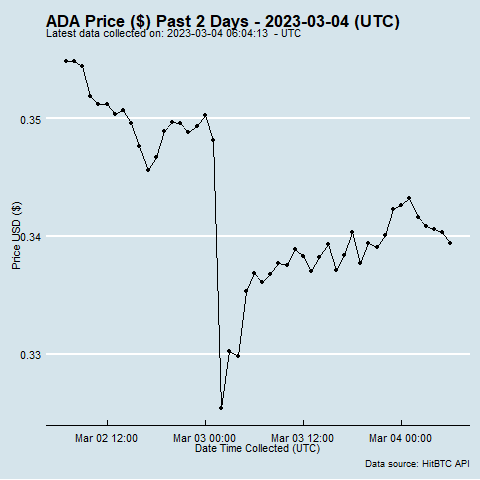 ADA Price ($) Past 2 Days - 2023-03-04 (UTC)
Latest data collected on: 2023-03-04 06:04:13 - UTC
Price USD ($)
0.35
0.34
0.33
Mar 02 12:00
Mar 03 00:00
Mar 03 12:00
Mar 04 00:00
Date Time Collected (UTC)
Data source: HitBTC API